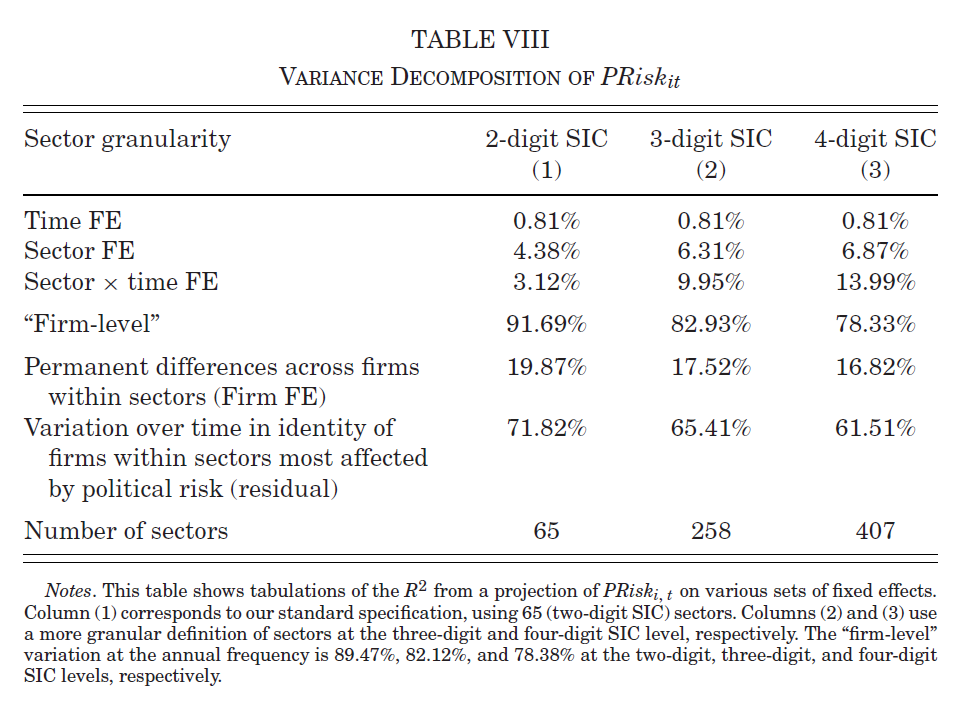 TABLE VIII
VARIANCE DECOMPOSITION OF PRisk_it
Sector granularity 2-digit SIC 3-digit SIC 4-digit SIC
(1) (2) (3)
Time FE 0.81% 0.81% 0.81%
Sector FE 4.38% 6.31% 6.87%
Sector × time FE 3.12% 9.95% 13.99%
“Firm-level” 91.69% 82.93% 78.33%
Permanent differences across firms 19.87% 17.52% 16.82%
within sectors (Firm FE)
Variation over time in identity of 71.82% 65.41% 61.51%
firms within sectors most affected
by political risk (residual)
Number of sectors 65 258 407
Notes. This table shows tabulations of the R² from a projection of PRisk_i,t on various sets of fixed effects.
Column (1) corresponds to our standard specification, using 65 (two-digit SIC) sectors. Columns (2) and (3) use
a more granular definition of sectors at the three-digit and four-digit SIC level, respectively. The “firm-level”
variation at the annual frequency is 89.47%, 82.12%, and 78.38% at the two-digit, three-digit, and four-digit
SIC levels, respectively.